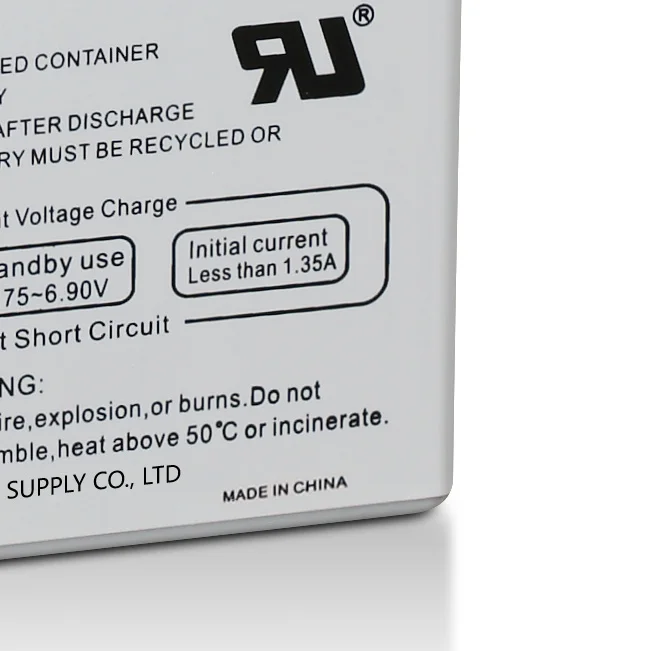 ED CONTAINER
Y
AFTER DISCHARGE
RY MUST BE RECYCLED OR
t Voltage Charge
andby use
75~6.90V
Initial current
Less than 1.35A
t Short Circuit
NG:
ire,explosion,or burns.Do not
mble,heat above 50°C or incinerate.
SUPPLY CO., LTD
MADE IN CHINA
RU®